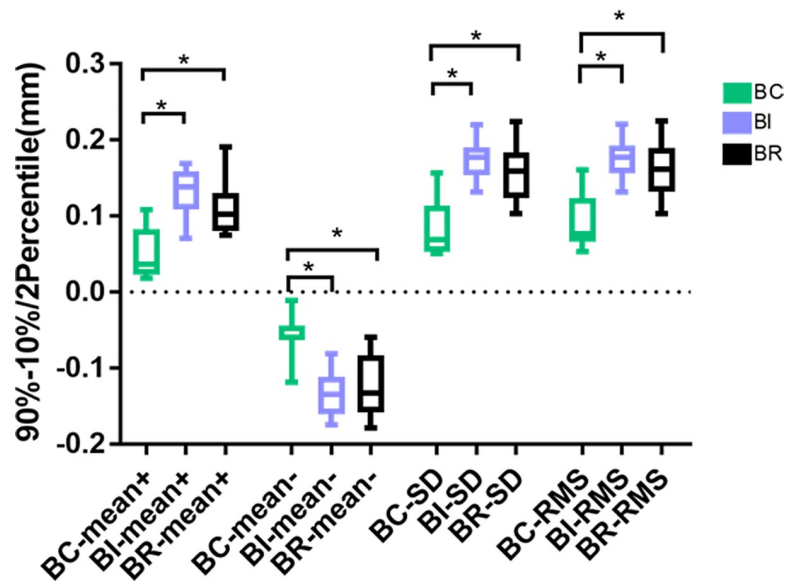 * * * *
* * * *
0.3
0.2
0.1
0.0
-0.1
-0.2
90%-10%/2Percentile(mm)
BC-mean+
BI-mean+
BR-mean+
BC-mean-
BI-mean-
BR-mean-
BC-SD
BI-SD
BR-SD
BC-RMS
BI-RMS
BR-RMS
BC
BI
BR